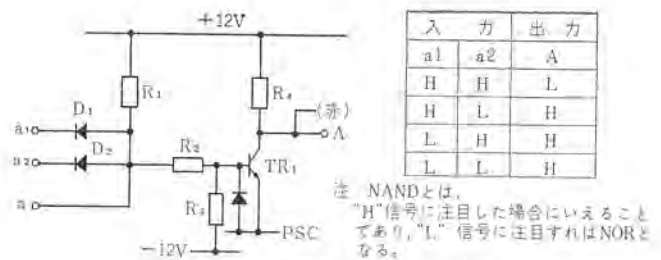 +12V
R₁
R₄
(赤)
D₁
a1
A
D₂
a2
R₂
TR₁
a
R₃
PSC
-12V
入 力 出 力
a1 a2 A
H H L
H L H
L H H
L L H
注 NANDとは,
"H"信号に注目した場合にいえること
であり,"L" 信号に注目すればNORと
なる。